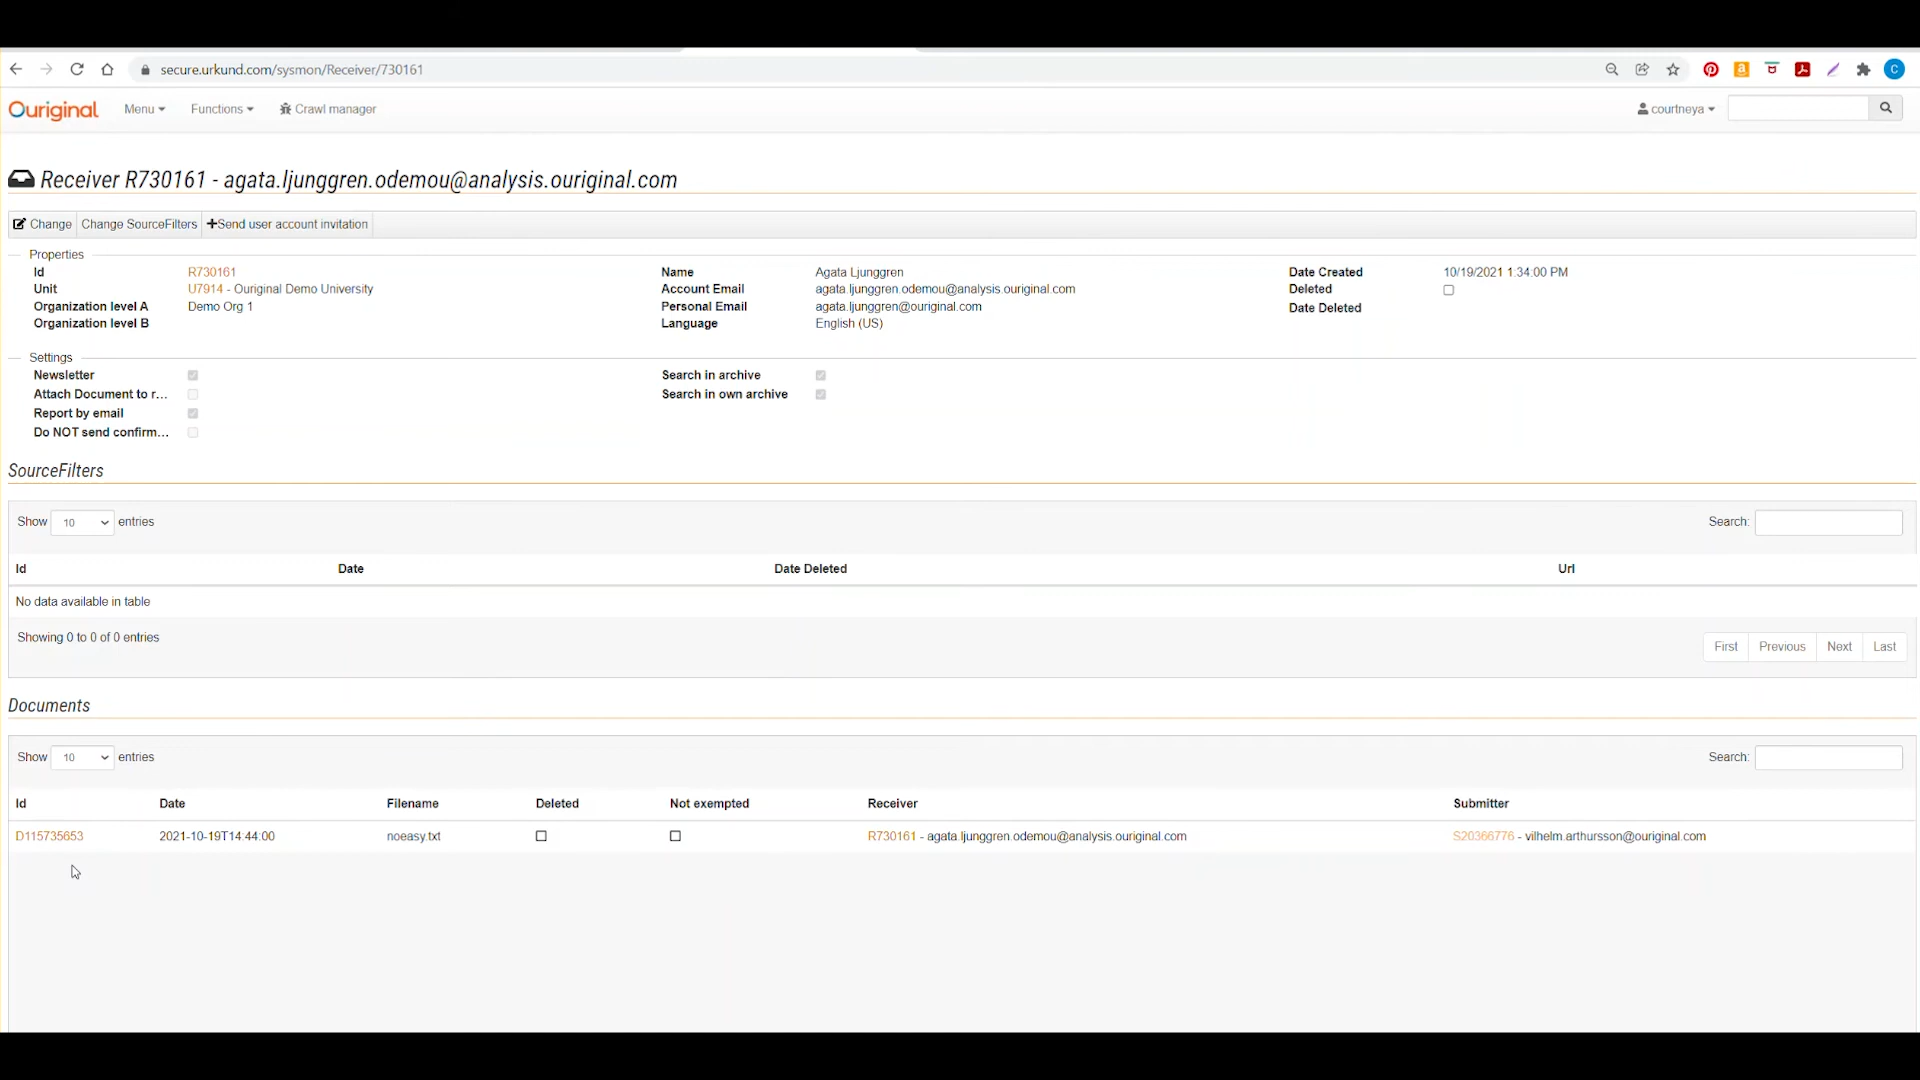 secure.urkund.com/sysmon/Receiver/730161
C
Ouriginal Menu Functions Crawl manager courtneya
Receiver R730161 - agata.ljunggren.odemou@analysis.ouriginal.com
Change Change SourceFilters +Send user account invitation
Properties
Id R730161 Name Agata Ljunggren Date Created 10/19/2021 1:34:00 PM
Unit U7914 - Ouriginal Demo University Account Email agata.ljunggren.odemou@analysis.ouriginal.com Deleted
Organization level A Demo Org 1 Personal Email agata.ljunggren@ouriginal.com Date Deleted
Organization level B Language English (US)
Settings
Newsletter Search in archive
Attach Document to r... Search in own archive
Report by email
Do NOT send confirm...
SourceFilters
Show 10 entries Search:
Id Date Date Deleted Url
No data available in table
Showing 0 to 0 of 0 entries
First Previous Next Last
Documents
Show 10 entries Search:
Id Date Filename Deleted Not exempted Receiver Submitter
D115735653 2021-10-19T14:44:00 noeasy.txt R730161 - agata.ljunggren.odemou@analysis.ouriginal.com S20366776 - vilhelm.arthursson@ouriginal.com